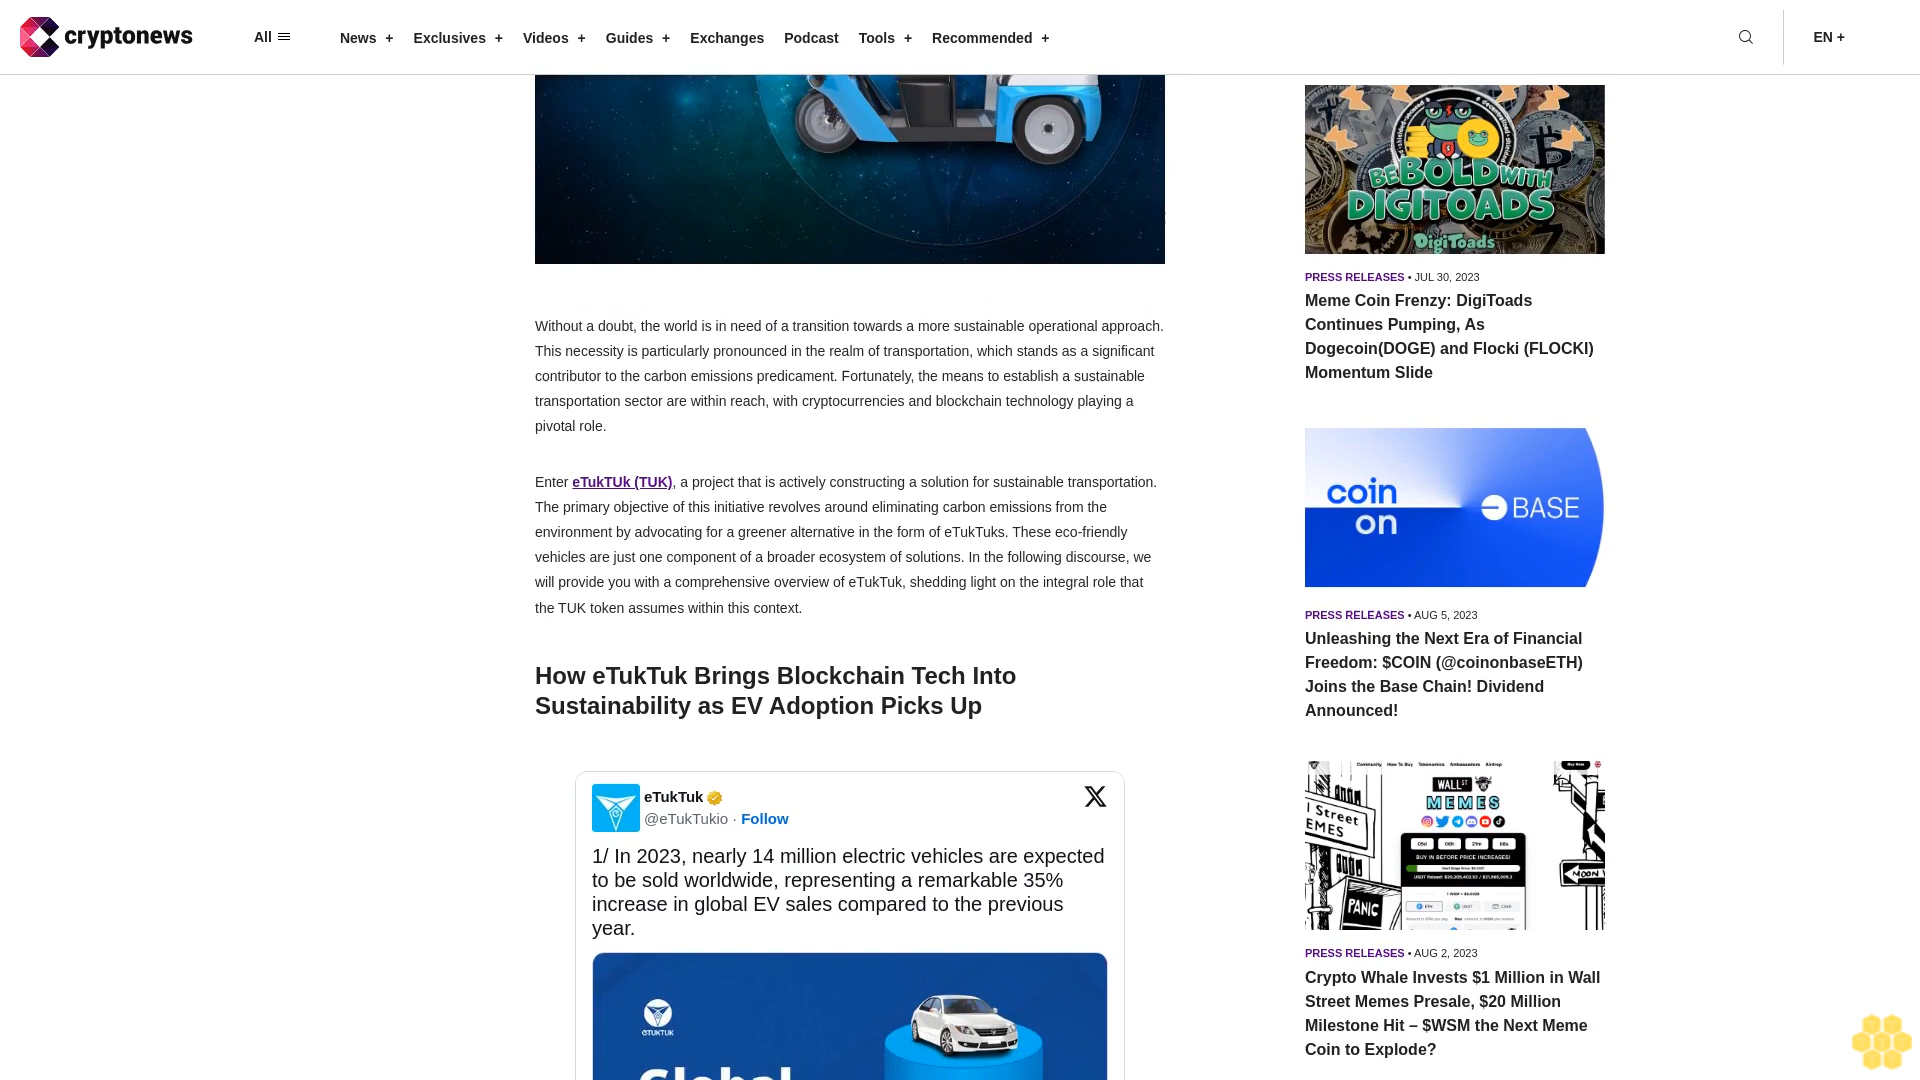 cryptonews
All
News +
Exclusives +
Videos +
Guides +
Exchanges
Podcast
Tools +
Recommended +
EN +
Without a doubt, the world is in need of a transition towards a more sustainable operational approach.
This necessity is particularly pronounced in the realm of transportation, which stands as a significant
contributor to the carbon emissions predicament. Fortunately, the means to establish a sustainable
transportation sector are within reach, with cryptocurrencies and blockchain technology playing a
pivotal role.
Enter eTukTUk (TUK), a project that is actively constructing a solution for sustainable transportation.
The primary objective of this initiative revolves around eliminating carbon emissions from the
environment by advocating for a greener alternative in the form of eTukTuks. These eco-friendly
vehicles are just one component of a broader ecosystem of solutions. In the following discourse, we
will provide you with a comprehensive overview of eTukTuk, shedding light on the integral role that
the TUK token assumes within this context.
How eTukTuk Brings Blockchain Tech Into
Sustainability as EV Adoption Picks Up
eTukTuk
@eTukTukio · Follow
1/ In 2023, nearly 14 million electric vehicles are expected
to be sold worldwide, representing a remarkable 35%
increase in global EV sales compared to the previous
year.
eTUKTUK
Global
BE BOLD WITH
DIGITOADS
DigiToads
PRESS RELEASES • JUL 30, 2023
Meme Coin Frenzy: DigiToads
Continues Pumping, As
Dogecoin(DOGE) and Flocki (FLOCKI)
Momentum Slide
coin
on
BASE
PRESS RELEASES • AUG 5, 2023
Unleashing the Next Era of Financial
Freedom: $COIN (@coinonbaseETH)
Joins the Base Chain! Dividend
Announced!
Community How To Buy Tokenomics Ambassadors Airdrop
Buy Now
WALL ST
MEMES
Street
EMES
BUY IN BEFORE PRICE INCREASES!
PANIC
MOON
PRESS RELEASES • AUG 2, 2023
Crypto Whale Invests $1 Million in Wall
Street Memes Presale, $20 Million
Milestone Hit – $WSM the Next Meme
Coin to Explode?